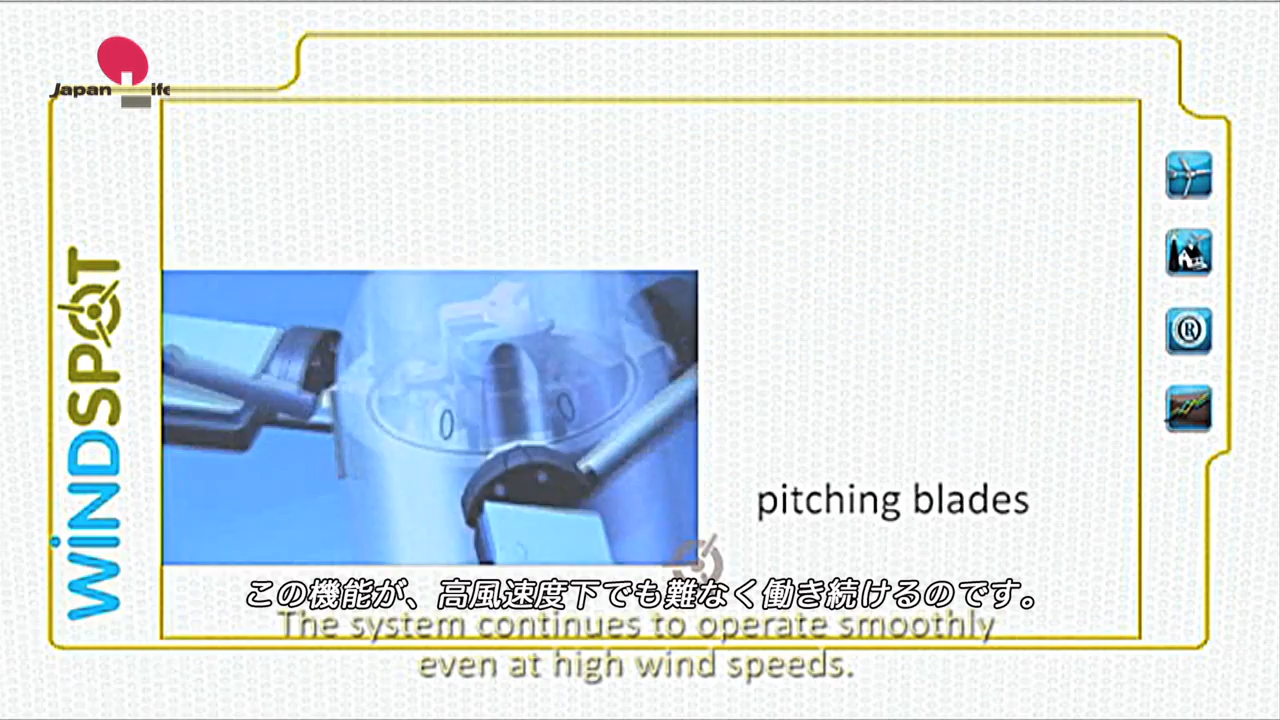 Japan Life
WiNDSPOT
R
0 0
pitching blades
この機能が、高風速度下でも難なく働き続けるのです。
The system continues to operate smoothly
even at high wind speeds.